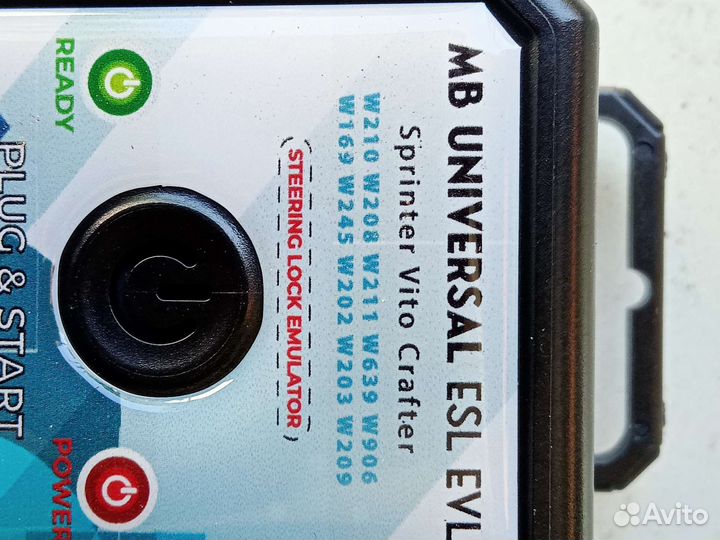 MB UNIVERSAL ESL EVL
Sprinter Vito Crafter
W210 W208 W211 W639 W906
W169 W245 W202 W203 W209
(STEERING LOCK EMULATOR)
READY
POWER
PLUG & START
Avito